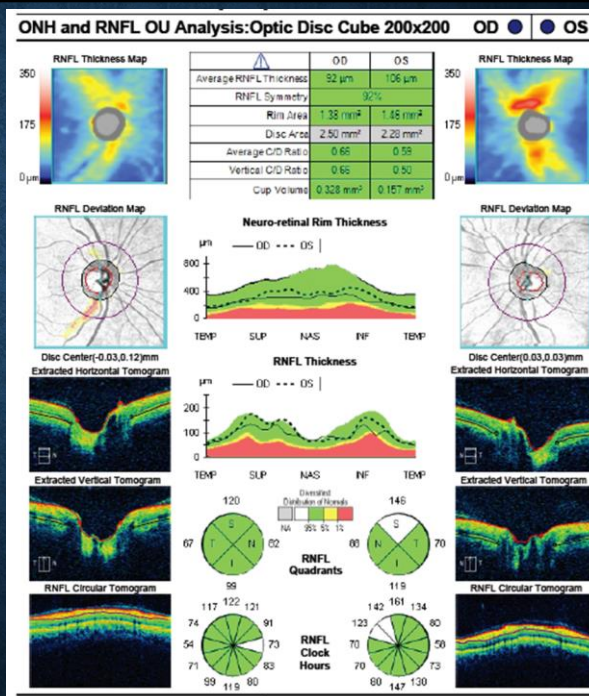 ONH and RNFL OU Analysis:Optic Disc Cube 200x200 OD OS
RNFL Thickness Map
350
175
0 µm
OD OS
Average RNFL Thickness 92 µm 106 µm
RNFL Symmetry 92%
Rim Area 1.38 mm² 1.46 mm²
Disc Area 2.50 mm² 2.28 mm²
Average C/D Ratio 0.66 0.59
Vertical C/D Ratio 0.66 0.50
Cup Volume 0.328 mm³ 0.157 mm³
RNFL Thickness Map
350
175
0 µm
RNFL Deviation Map
Disc Center(-0.03,0.12)mm
Neuro-retinal Rim Thickness
µm OD OS
800
400
0
TEMP SUP NAS INF TEMP
RNFL Deviation Map
Disc Center(0.03,0.03)mm
Extracted Horizontal Tomogram
T N
RNFL Thickness
µm OD OS
200
100
0
TEMP SUP NAS INF TEMP
Extracted Horizontal Tomogram
Extracted Vertical Tomogram
Distribution of Normals
NA 95% 5% 1%
120
S
67 T N 82
I
99
RNFL
Quadrants
146
S
N T 70
I
119
Extracted Vertical Tomogram
RNFL Circular Tomogram
117 122 121
74 91
54 73
71 83
99 119 80
RNFL
Clock
Hours
142 161 134
123 80
70 58
70 73
80 147 130
RNFL Circular Tomogram